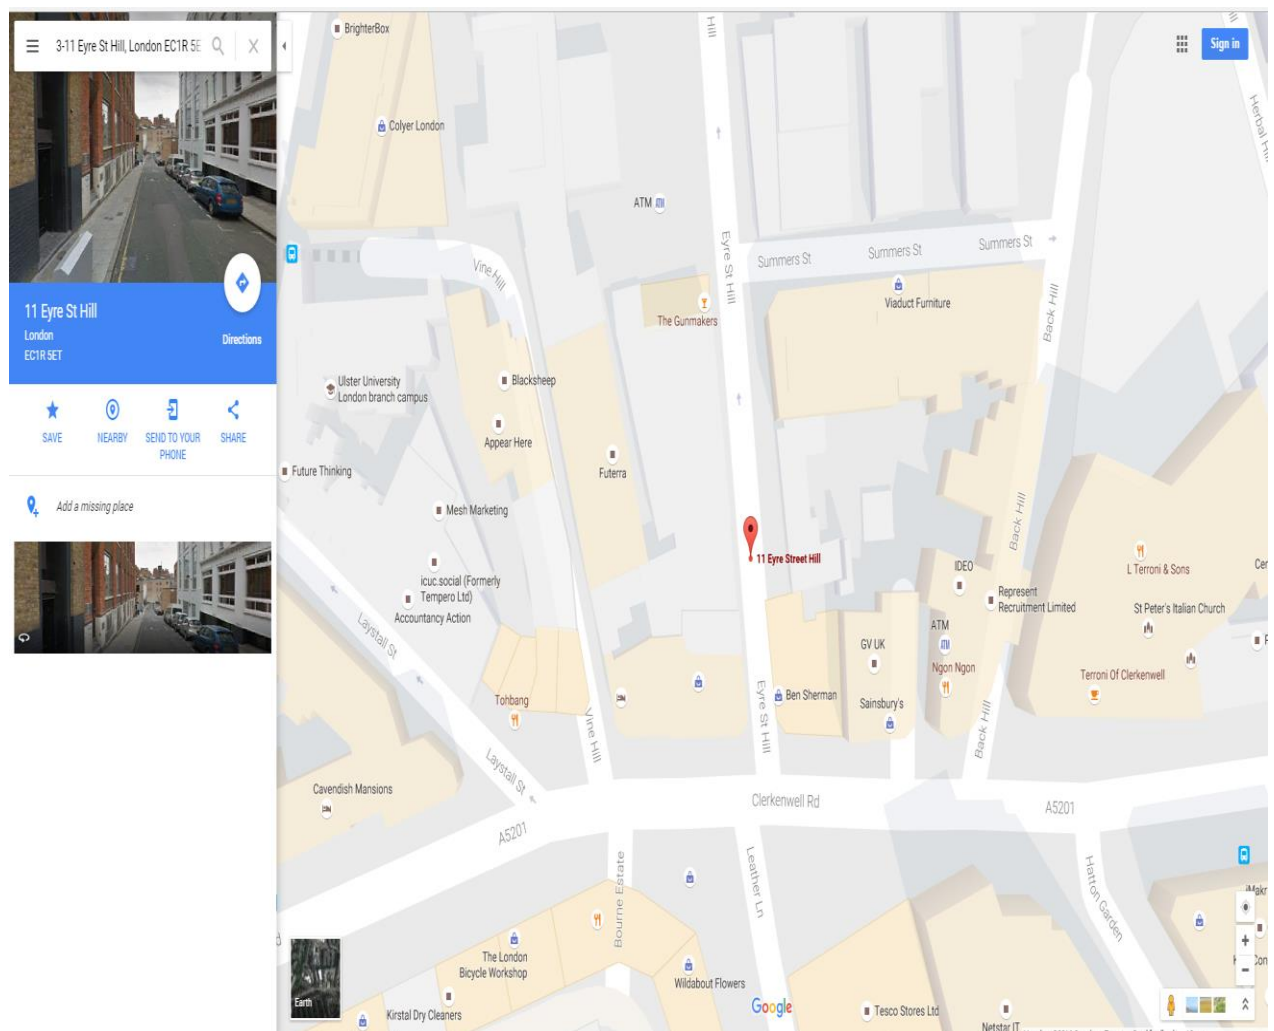 3-11 Eyre St Hill, London EC1R 5E
11 Eyre St Hill
London
EC1R 5ET
Directions
SAVE
NEARBY
SEND TO YOUR
PHONE
SHARE
Add a missing place
Sign in
BrighterBox
Hill
Colyer London
Herbal Hill
ATM
Eyre St Hill
Summers St
Summers St
Summers St
Vine Hill
Viaduct Furniture
The Gunmakers
Back Hill
Ulster University
London branch campus
Blacksheep
Appear Here
Futerra
Future Thinking
Mesh Marketing
Back Hill
11 Eyre Street Hill
L Terroni & Sons
Cer
icuc.social (Formerly
Tempero Ltd)
Accountancy Action
IDEO
Represent
Recruitment Limited
St Peter's Italian Church
Laystall St
ATM
GV UK
Ngon Ngon
Terroni Of Clerkenwell
Tohbang
Eyre St Hill
Ben Sherman
Sainsbury's
Vine Hill
Back Hill
Laystall St
Cavendish Mansions
Clerkenwell Rd
A5201
A5201
Bourne Estate
Leather Ln
Hatton Garden
iMakr
The London
Bicycle Workshop
Wildabout Flowers
Earth
Kirstal Dry Cleaners
Google
Tesco Stores Ltd
Netstar IT